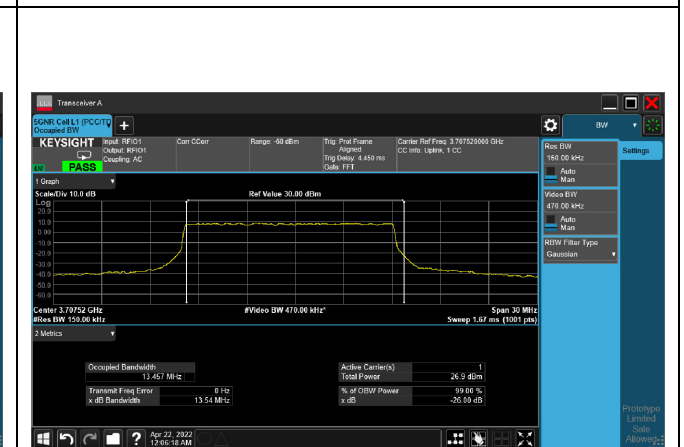 Transceiver A
5GNR Cell L1 (PCC/TD
Occupied BW
KEYSIGHT
PASS
Input: RFIO1
Output: RFIO1
Coupling: AC
Corr CCorr
Range: -60 dBm
Trig: Prot Frame
Aligned
Trig Delay: 4.450 ms
Gate: FFT
Carrier Ref Freq: 3.707520000 GHz
CC Info: Uplink, 1 CC
BW
Settings
Res BW
160.00 kHz
Auto
Man
Video BW
470.00 kHz
Auto
Man
RBW Filter Type
Gaussian
1 Graph
Scale/Div 10.0 dB
Ref Value 30.00 dBm
Log
20.0
10.0
0.00
-10.0
-20.0
-30.0
-40.0
-50.0
-60.0
Center 3.70752 GHz
#Video BW 470.00 kHz*
Span 30 MHz
#Res BW 150.00 kHz
Sweep 1.67 ms (1001 pts)
2 Metrics
Occupied Bandwidth
13.457 MHz
Transmit Freq Error 0 Hz
x dB Bandwidth 13.54 MHz
Active Carrier(s) 1
Total Power 26.9 dBm
% of OBW Power 99.00 %
x dB -26.00 dB
Apr 22, 2022
12:06:18 AM
Prototype
Limited
Sale
Allowed